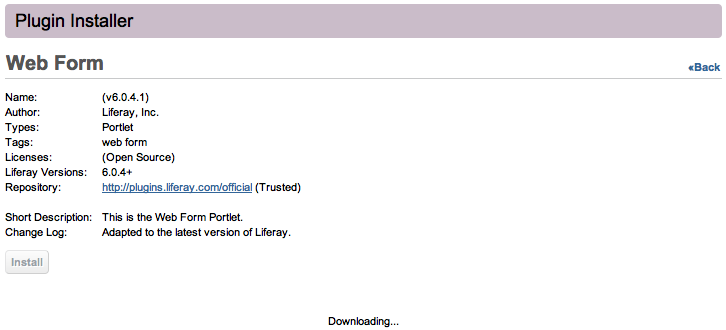 Plugin Installer
Web Form
«Back
Name: (v6.0.4.1)
Author: Liferay, Inc.
Types: Portlet
Tags: web form
Licenses: (Open Source)
Liferay Versions: 6.0.4+
Repository: http://plugins.liferay.com/official (Trusted)
Short Description: This is the Web Form Portlet.
Change Log: Adapted to the latest version of Liferay.
Install
Downloading...